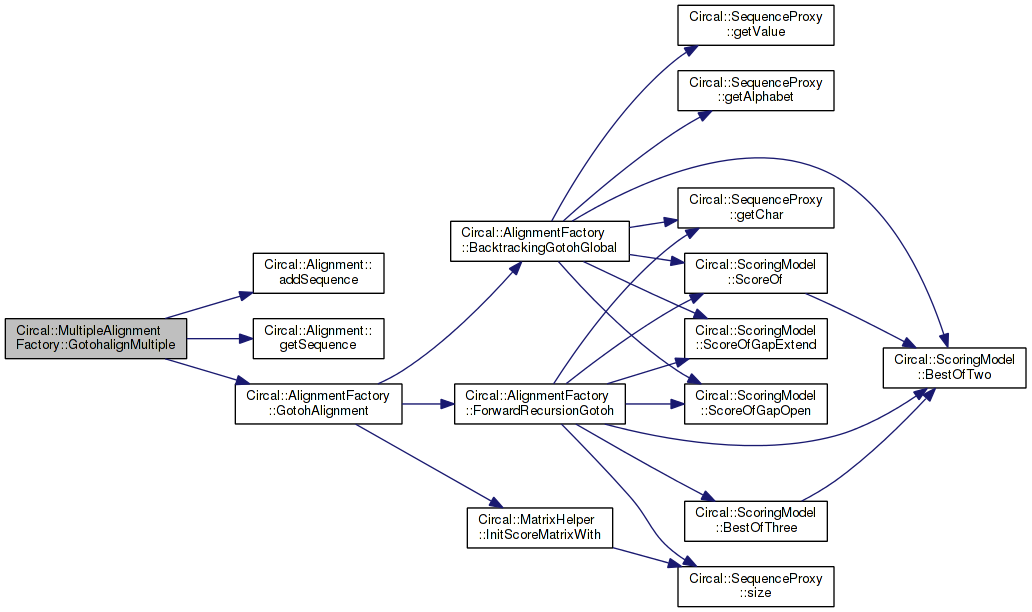 Circal::MultipleAlignment
Factory::GotohalignMultiple
Circal::Alignment::
addSequence
Circal::Alignment::
getSequence
Circal::AlignmentFactory
::GotohAlignment
Circal::AlignmentFactory
::BacktrackingGotohGlobal
Circal::AlignmentFactory
::ForwardRecursionGotoh
Circal::MatrixHelper
::InitScoreMatrixWith
Circal::SequenceProxy
::getValue
Circal::SequenceProxy
::getAlphabet
Circal::SequenceProxy
::getChar
Circal::ScoringModel
::ScoreOf
Circal::ScoringModel
::ScoreOfGapExtend
Circal::ScoringModel
::ScoreOfGapOpen
Circal::ScoringModel
::BestOfThree
Circal::SequenceProxy
::size
Circal::ScoringModel
::BestOfTwo